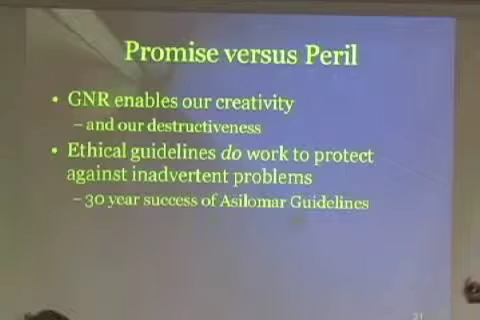 Promise versus Peril
• GNR enables our creativity
– and our destructiveness
• Ethical guidelines do work to protect
against inadvertent problems
– 30 year success of Asilomar Guidelines
31